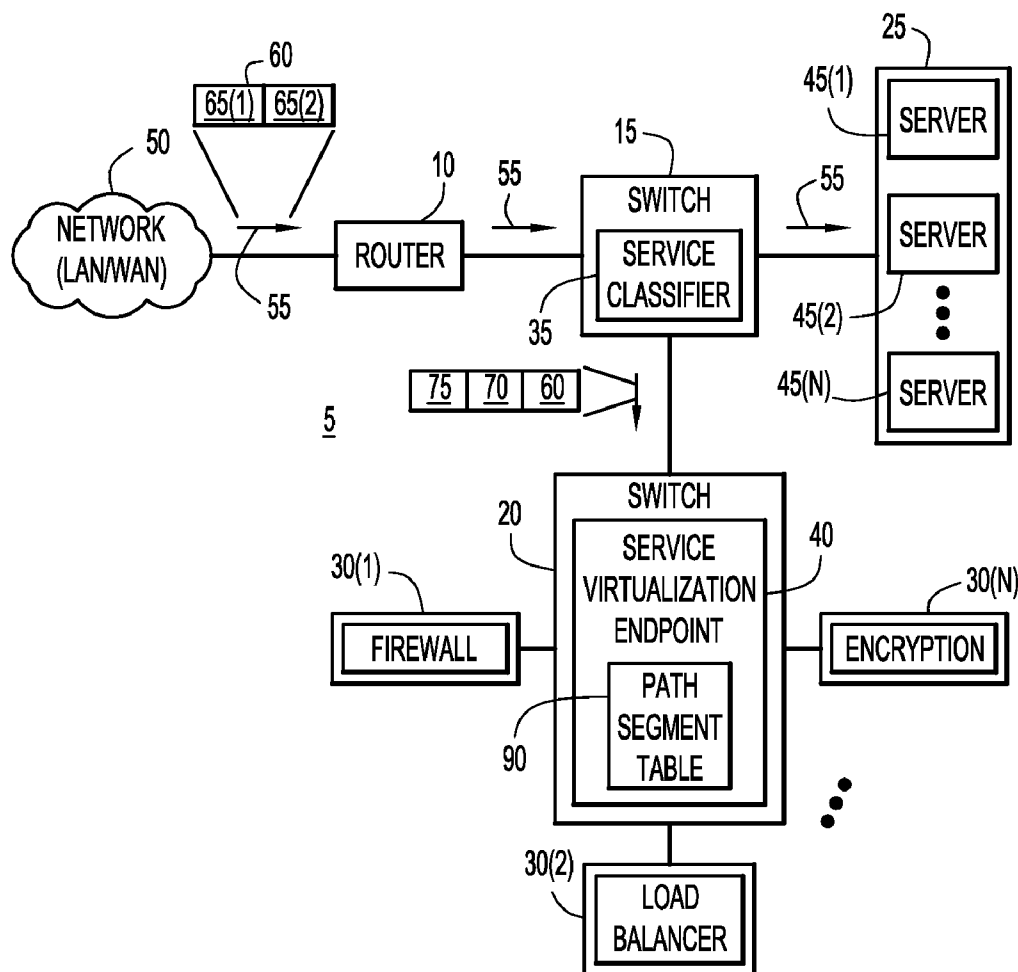 60
65(1) 65(2)
50
NETWORK
(LAN/WAN)
55
10
ROUTER
55
15
SWITCH
SERVICE
CLASSIFIER
35
55
25
45(1)
SERVER
SERVER
45(2)
45(N)
SERVER
75 70 60
5
SWITCH
20
SERVICE
VIRTUALIZATION
ENDPOINT
40
PATH
SEGMENT
TABLE
90
30(1)
FIREWALL
30(N)
ENCRYPTION
30(2)
LOAD
BALANCER